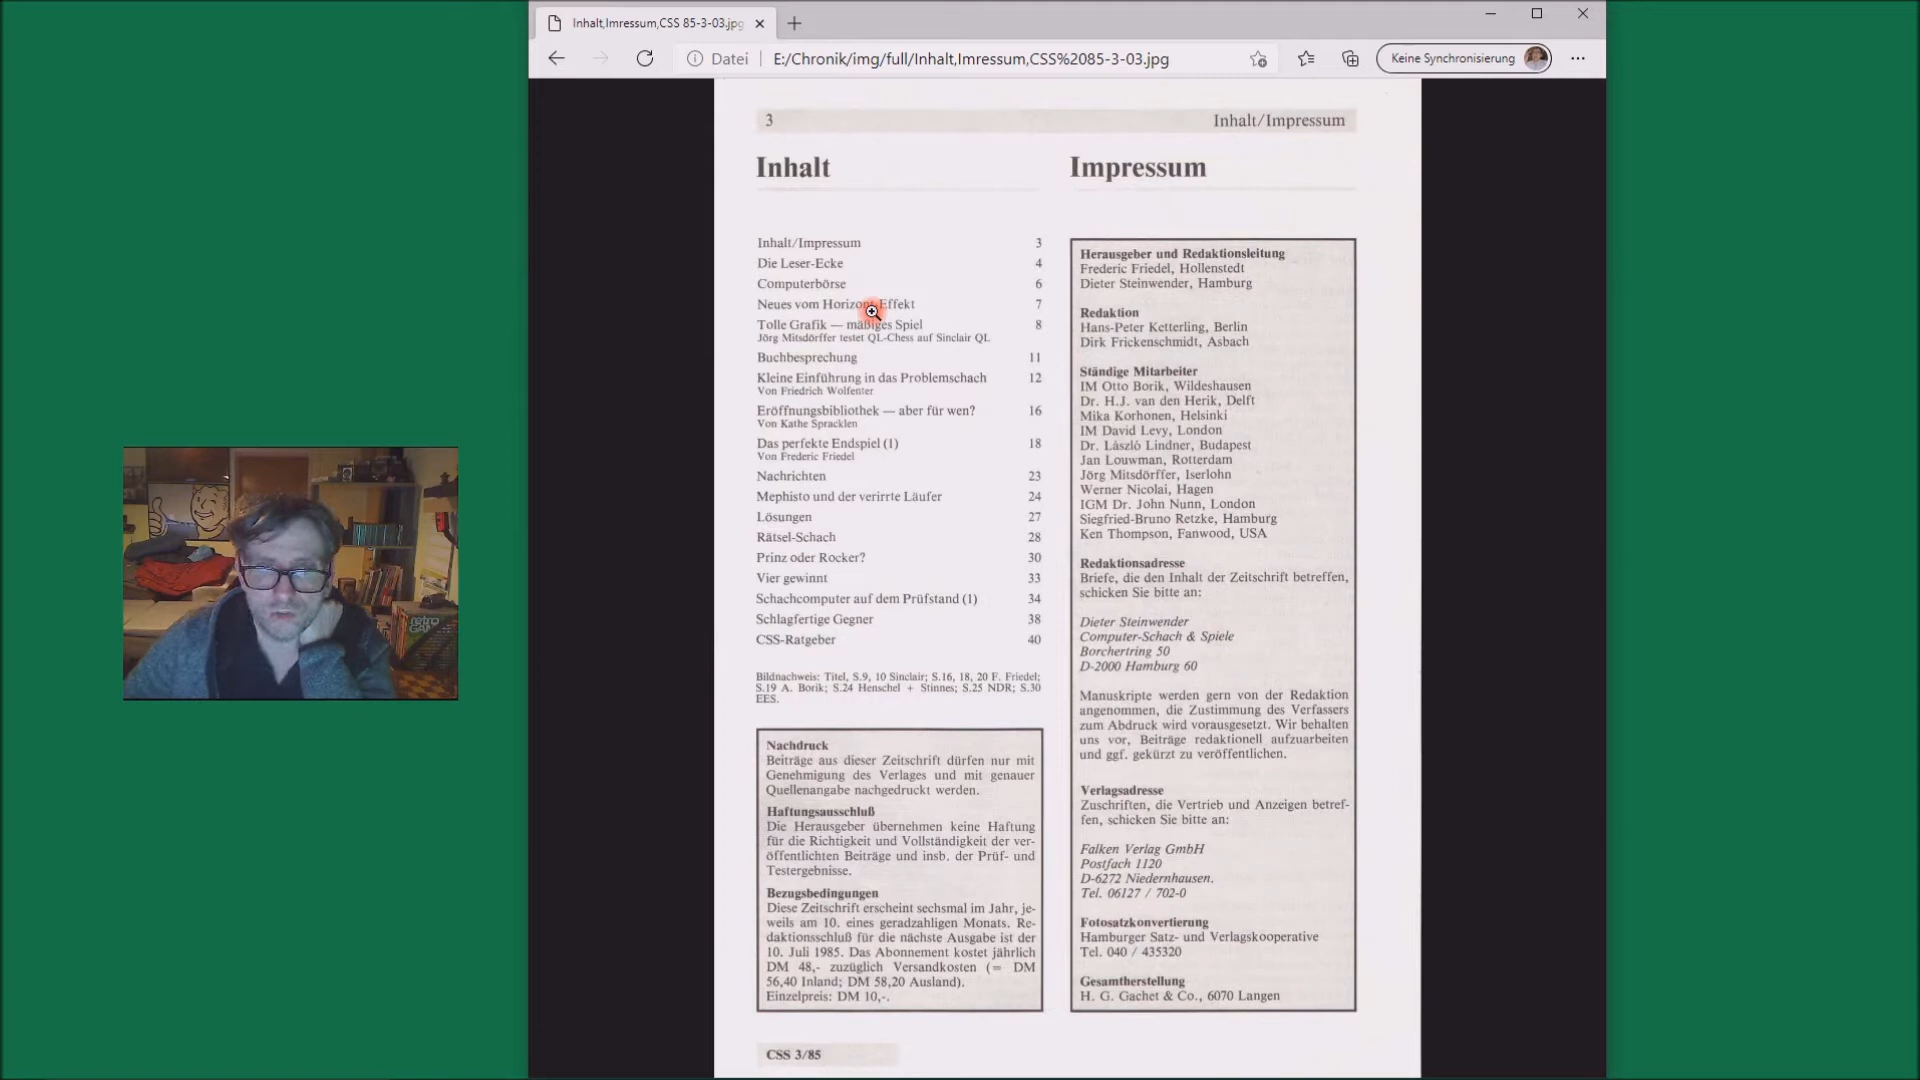 Inhalt,Imressum,CSS 85-3-03.jpg
Datei
E:/Chronik/img/full/Inhalt,Imressum,CSS%2085-3-03.jpg
Keine Synchronisierung
3 Inhalt/Impressum
Inhalt
Inhalt/Impressum 3
Die Leser-Ecke 4
Computerbörse 6
Neues vom Horizont-Effekt 7
Tolle Grafik — mäßiges Spiel 8
Jörg Mitsdörffer testet QL-Chess auf Sinclair QL
Buchbesprechung 11
Kleine Einführung in das Problemschach 12
Von Friedrich Wolfenter
Eröffnungsbibliothek — aber für wen? 16
Von Kathe Spracklen
Das perfekte Endspiel (1) 18
Von Frederic Friedel
Nachrichten 23
Mephisto und der verirrte Läufer 24
Lösungen 27
Rätsel-Schach 28
Prinz oder Rocker? 30
Vier gewinnt 33
Schachcomputer auf dem Prüfstand (1) 34
Schlagfertige Gegner 38
CSS-Ratgeber 40
Bildnachweis: Titel, S.9, 10 Sinclair; S.16, 18, 20 F. Friedel;
S.19 A. Borik; S.24 Henschel + Stinnes; S.25 NDR; S.30
EES.
Nachdruck
Beiträge aus dieser Zeitschrift dürfen nur mit
Genehmigung des Verlages und mit genauer
Quellenangabe nachgedruckt werden.
Haftungsausschluß
Die Herausgeber übernehmen keine Haftung
für die Richtigkeit und Vollständigkeit der ver-
öffentlichten Beiträge und insb. der Prüf- und
Testergebnisse.
Bezugsbedingungen
Diese Zeitschrift erscheint sechsmal im Jahr, je-
weils am 10. eines geradzahligen Monats. Re-
daktionsschluß für die nächste Ausgabe ist der
10. Juli 1985. Das Abonnement kostet jährlich
DM 48,- zuzüglich Versandkosten (= DM
56,40 Inland; DM 58,20 Ausland).
Einzelpreis: DM 10,-.
Impressum
Herausgeber und Redaktionsleitung
Frederic Friedel, Hollenstedt
Dieter Steinwender, Hamburg
Redaktion
Hans-Peter Ketterling, Berlin
Dirk Frickenschmidt, Asbach
Ständige Mitarbeiter
IM Otto Borik, Wildeshausen
Dr. H.J. van den Herik, Delft
Mika Korhonen, Helsinki
IM David Levy, London
Dr. László Lindner, Budapest
Jan Louwman, Rotterdam
Jörg Mitsdörffer, Iserlohn
Werner Nicolai, Hagen
IGM Dr. John Nunn, London
Siegfried-Bruno Retzke, Hamburg
Ken Thompson, Fanwood, USA
Redaktionsadresse
Briefe, die den Inhalt der Zeitschrift betreffen,
schicken Sie bitte an:
Dieter Steinwender
Computer-Schach & Spiele
Borchertring 50
D-2000 Hamburg 60
Manuskripte werden gern von der Redaktion
angenommen, die Zustimmung des Verfassers
zum Abdruck wird vorausgesetzt. Wir behalten
uns vor, Beiträge redaktionell aufzuarbeiten
und ggf. gekürzt zu veröffentlichen.
Verlagsadresse
Zuschriften, die Vertrieb und Anzeigen betref-
fen, schicken Sie bitte an:
Falken Verlag GmbH
Postfach 1120
D-6272 Niedernhausen.
Tel. 06127 / 702-0
Fotosatzkonvertierung
Hamburger Satz- und Verlagskooperative
Tel. 040 / 435320
Gesamtherstellung
H. G. Gachet & Co., 6070 Langen
CSS 3/85
retro